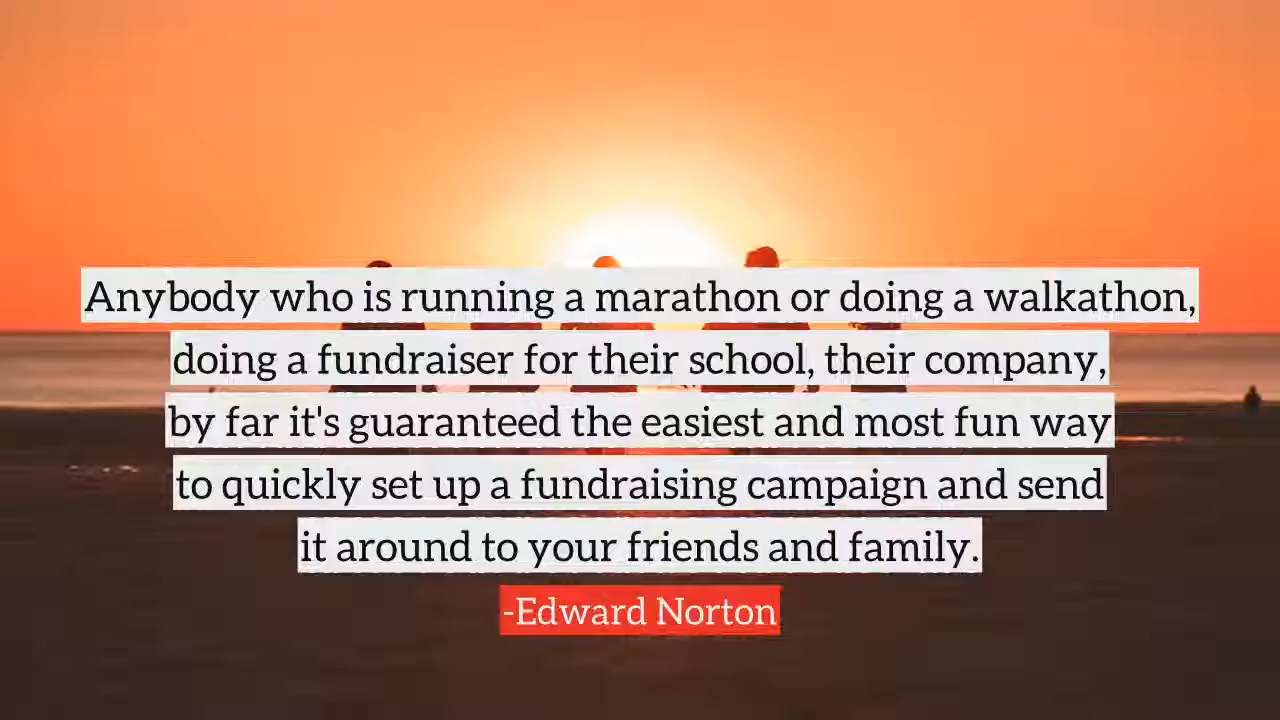 Anybody who is running a marathon or doing a walkathon,
doing a fundraiser for their school, their company,
by far it's guaranteed the easiest and most fun way
to quickly set up a fundraising campaign and send
it around to your friends and family.
-Edward Norton